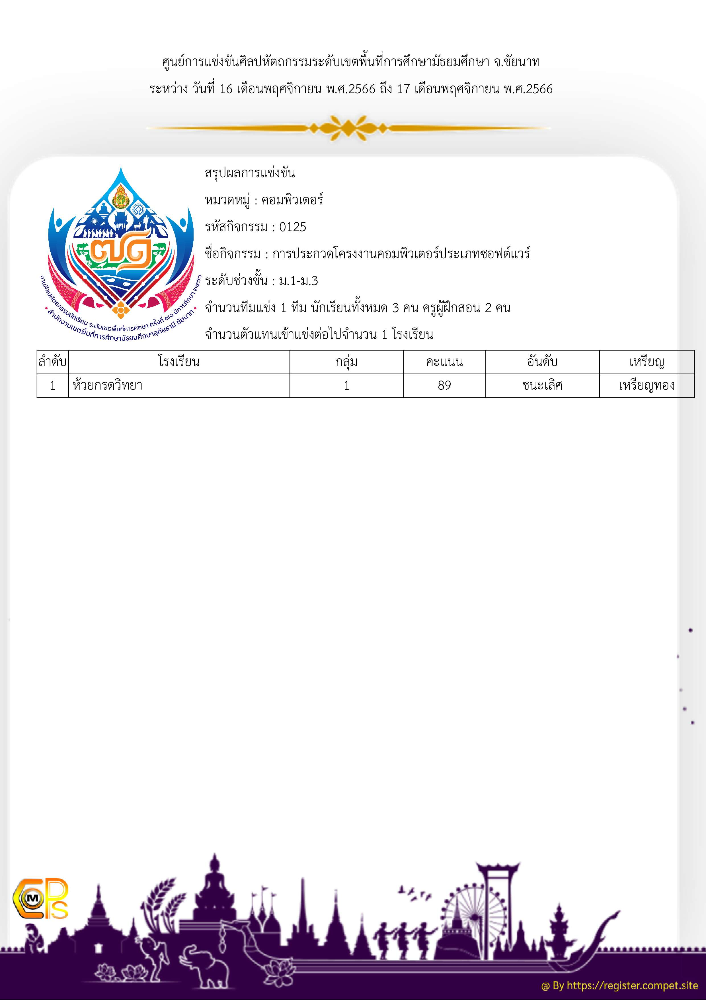 ศูนย์การแข่งขันศิลปหัตถกรรมระดับเขตพื้นที่การศึกษามัธยมศึกษา จ.ชัยนาท
ระหว่าง วันที่ 16 เดือนพฤศจิกายน พ.ศ.2566 ถึง 17 เดือนพฤศจิกายน พ.ศ.2566
๗๑
งานศิลปหัตถกรรมนักเรียน ระดับเขตพื้นที่การศึกษา ครั้งที่ ๗๑ ปีการศึกษา ๒๕๖๖
• สำนักงานเขตพื้นที่การศึกษามัธยมศึกษาอุทัยธานี ชัยนาท •
สรุปผลการแข่งขัน
หมวดหมู่ : คอมพิวเตอร์
รหัสกิจกรรม : 0125
ชื่อกิจกรรม : การประกวดโครงงานคอมพิวเตอร์ประเภทซอฟต์แวร์
ระดับช่วงชั้น : ม.1-ม.3
จำนวนทีมแข่ง 1 ทีม นักเรียนทั้งหมด 3 คน ครูผู้ฝึกสอน 2 คน
จำนวนตัวแทนเข้าแข่งต่อไปจำนวน 1 โรงเรียน
ลำดับ โรงเรียน กลุ่ม คะแนน อันดับ เหรียญ
1 ห้วยกรดวิทยา 1 89 ชนะเลิศ เหรียญทอง
COMPS
@ By https://register.compet.site